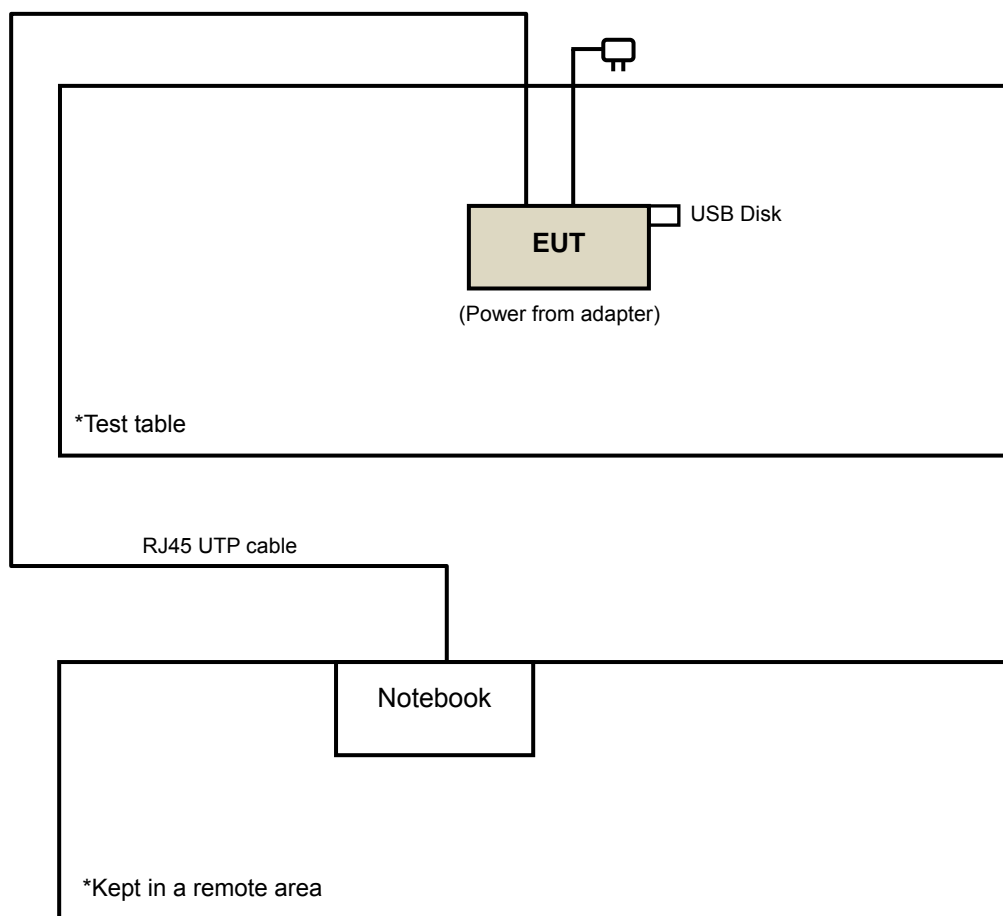 USB Disk
EUT
(Power from adapter)
*Test table
RJ45 UTP cable
Notebook
*Kept in a remote area